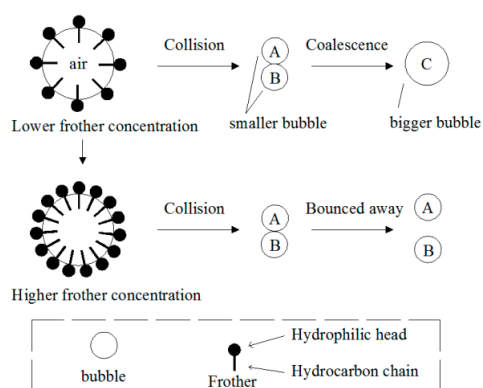 air
Collision
A
B
Coalescence
C
Lower frother concentration
smaller bubble
bigger bubble
Collision
A
B
Bounced away
A
B
Higher frother concentration
bubble
Frother
Hydrophilic head
Hydrocarbon chain